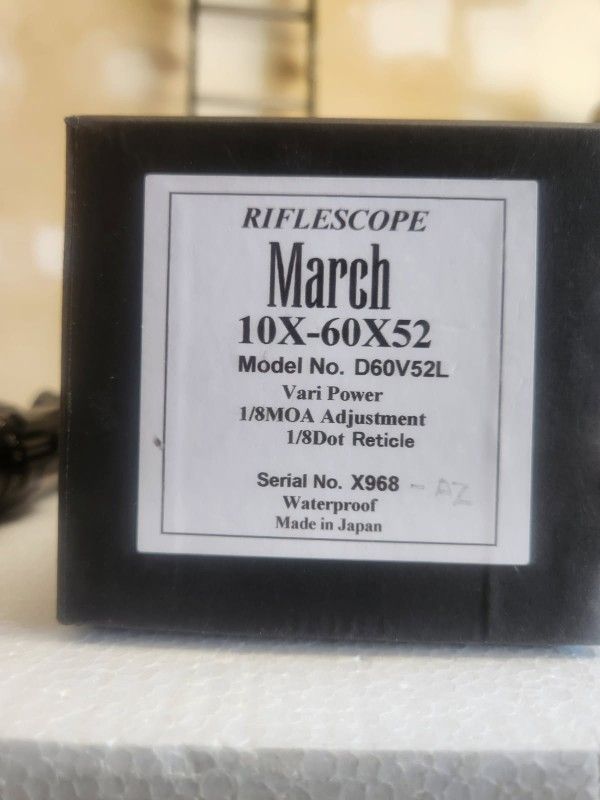 RIFLESCOPE
March
10X-60X52
Model No. D60V52L
Vari Power
1/8MOA Adjustment
1/8Dot Reticle
Serial No. X968 - AZ
Waterproof
Made in Japan